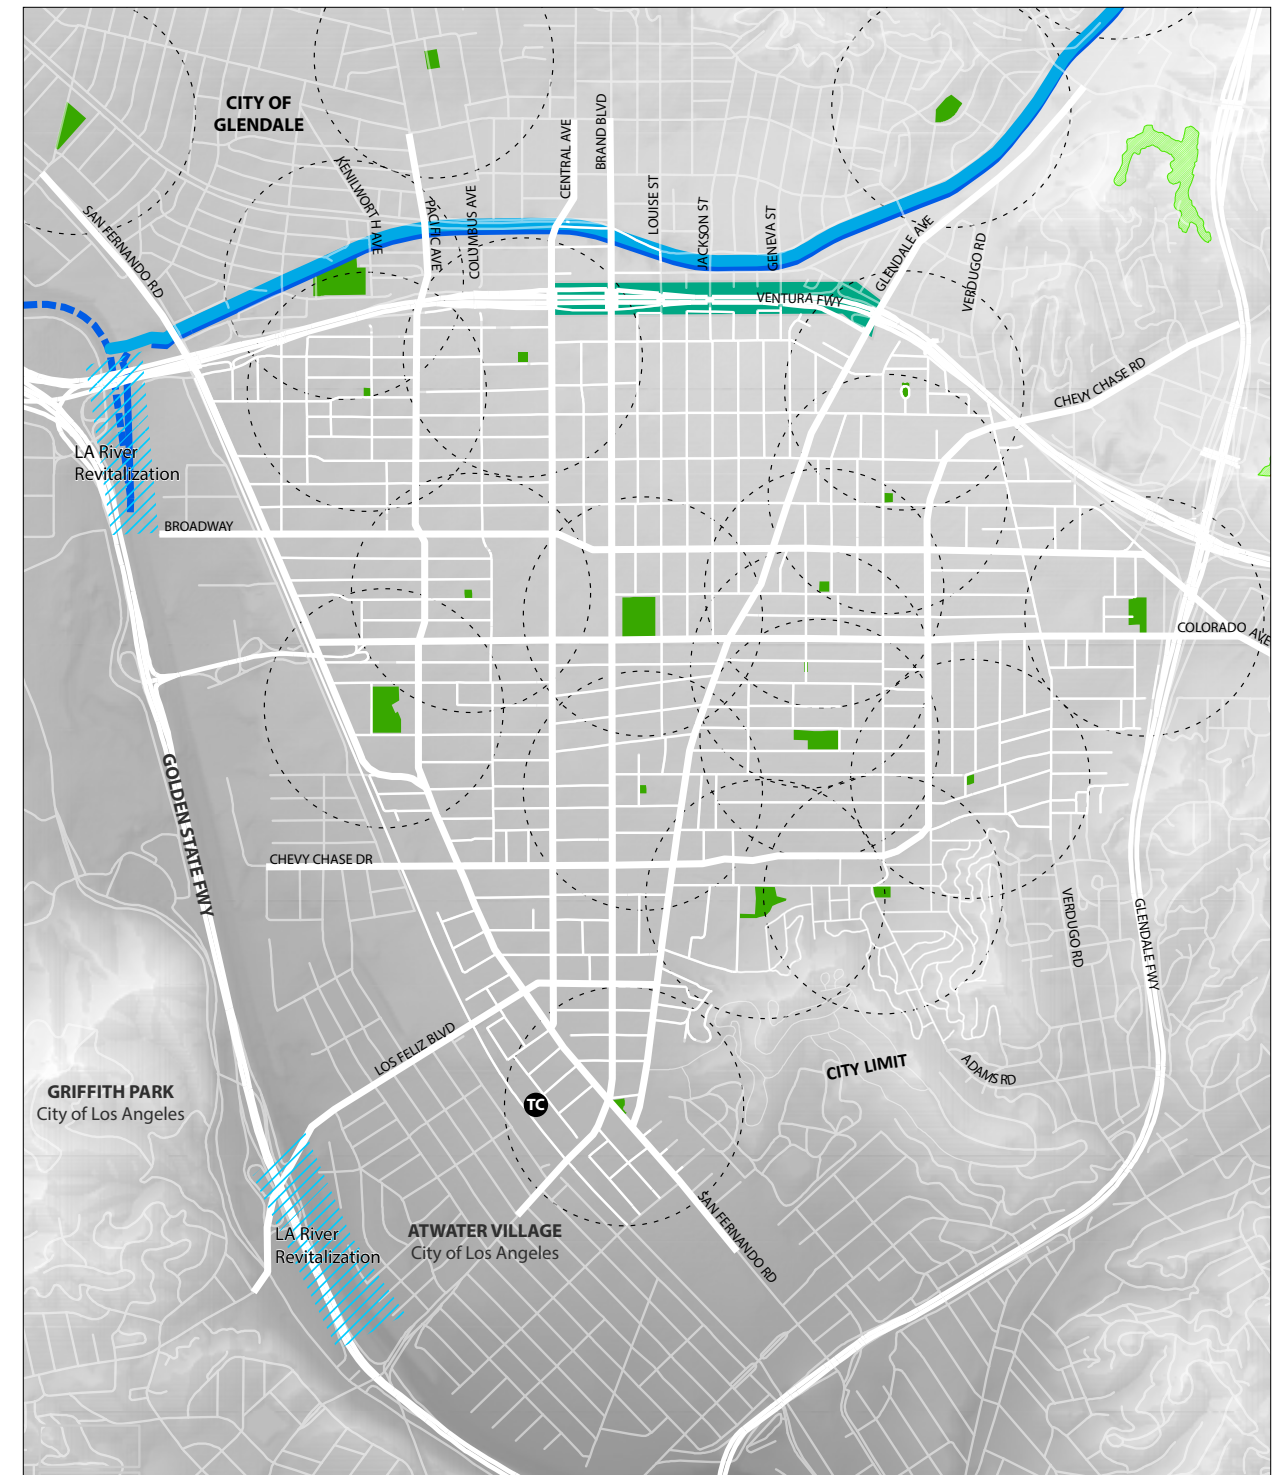 CITY OF
GLENDALE
CENTRAL AVE
BRAND BLVD
KENILWORTH AVE
PACIFIC AVE
COLUMBUS AVE
LOUISE ST
JACKSON ST
GENEVA ST
GLENDALE AVE
VERDUGO RD
SAN FERNANDO RD
VENTURA FWY
CHEVY CHASE RD
LA River
Revitalization
BROADWAY
COLORADO AVE
GOLDEN STATE FWY
CHEVY CHASE DR
VERDUGO RD
GLENDALE FWY
LOS FELIZ BLVD
CITY LIMIT
ADAMS RD
GRIFFITH PARK
City of Los Angeles
TC
SAN FERNANDO RD
ATWATER VILLAGE
City of Los Angeles
LA River
Revitalization